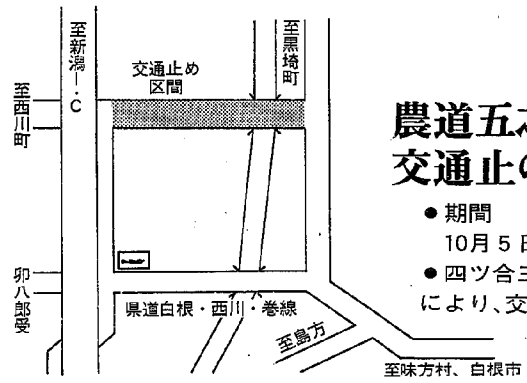 至新潟I・C
至黒埼町
交通止め
区間
至西川町
卯八郎受
県道白根・西川・巻線
至島方
至味方村、白根市
農道五
交通止の
● 期間
10月5日
● 四ツ合
により、交